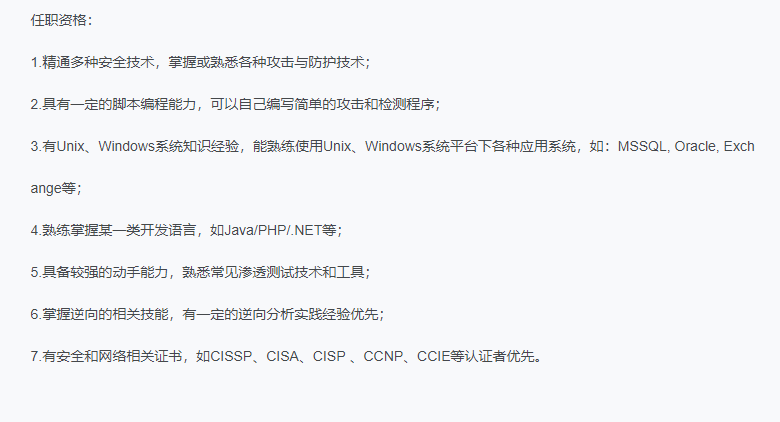 任职资格：
1.精通多种安全技术，掌握或熟悉各种攻击与防护技术；
2.具有一定的脚本编程能力，可以自己编写简单的攻击和检测程序；
3.有Unix、Windows系统知识经验，能熟练使用Unix、Windows系统平台下各种应用系统，如：MSSQL, Oracle, Exch
ange等；
4.熟练掌握某一类开发语言，如Java/PHP/.NET等；
5.具备较强的动手能力，熟悉常见渗透测试技术和工具；
6.掌握逆向的相关技能，有一定的逆向分析实践经验优先；
7.有安全和网络相关证书，如CISSP、CISA、CISP 、CCNP、CCIE等认证者优先。